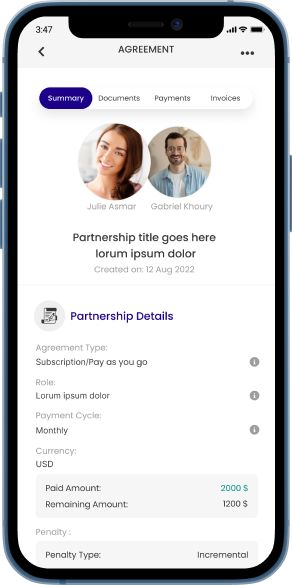 3:47
AGREEMENT
Summary Documents Payments Invoices
Julie Asmar Gabriel Khoury
Partnership title goes here
lorum ipsum dolor
Created on: 12 Aug 2022
Partnership Details
Agreement Type:
Subscription/Pay as you go
Role:
Lorum ipsum dolor
Payment Cycle:
Monthly
Currency:
USD
Paid Amount: 2000 $
Remaining Amount: 1200 $
Penalty :
Penalty Type: Incremental